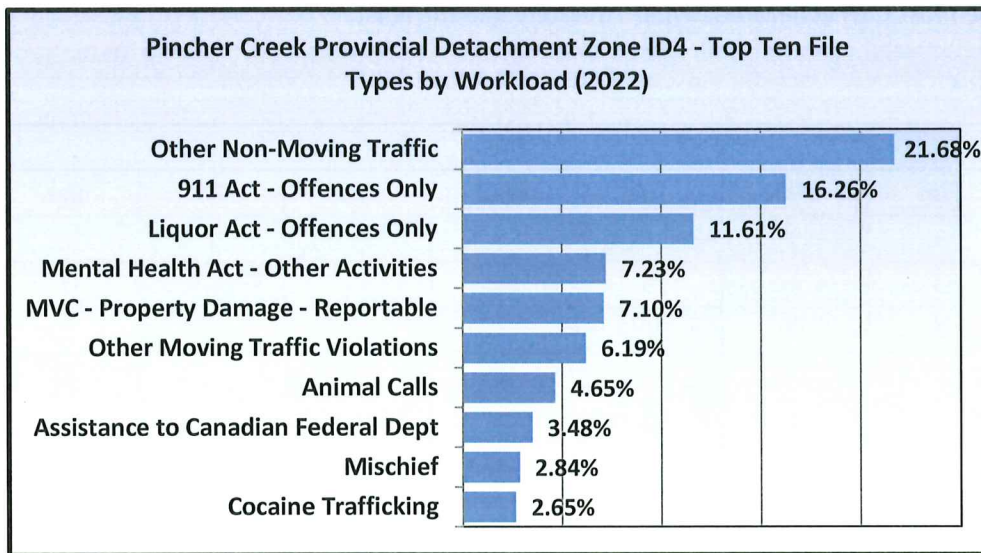 Pincher Creek Provincial Detachment Zone ID4 - Top Ten File
Types by Workload (2022)
Other Non-Moving Traffic 21.68%
911 Act - Offences Only 16.26%
Liquor Act - Offences Only 11.61%
Mental Health Act - Other Activities 7.23%
MVC - Property Damage - Reportable 7.10%
Other Moving Traffic Violations 6.19%
Animal Calls 4.65%
Assistance to Canadian Federal Dept 3.48%
Mischief 2.84%
Cocaine Trafficking 2.65%